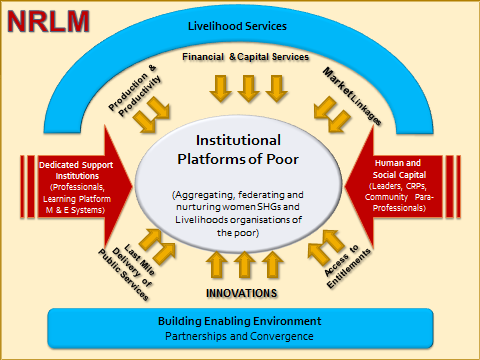 NRLM
Livelihood Services
Financial & Capital Services
Production &
Productivity
Market Linkages
Institutional
Platforms of Poor
(Aggregating, federating and
nurturing women SHGs and
Livelihoods organisations of
the poor)
Dedicated Support
Institutions
(Professionals,
Learning Platform
M & E Systems)
Human and
Social Capital
(Leaders, CRPs,
Community Para-
Professionals)
Last Mile
Delivery of
Public Services
INNOVATIONS
Access to
Entitlements
Building Enabling Environment
Partnerships and Convergence